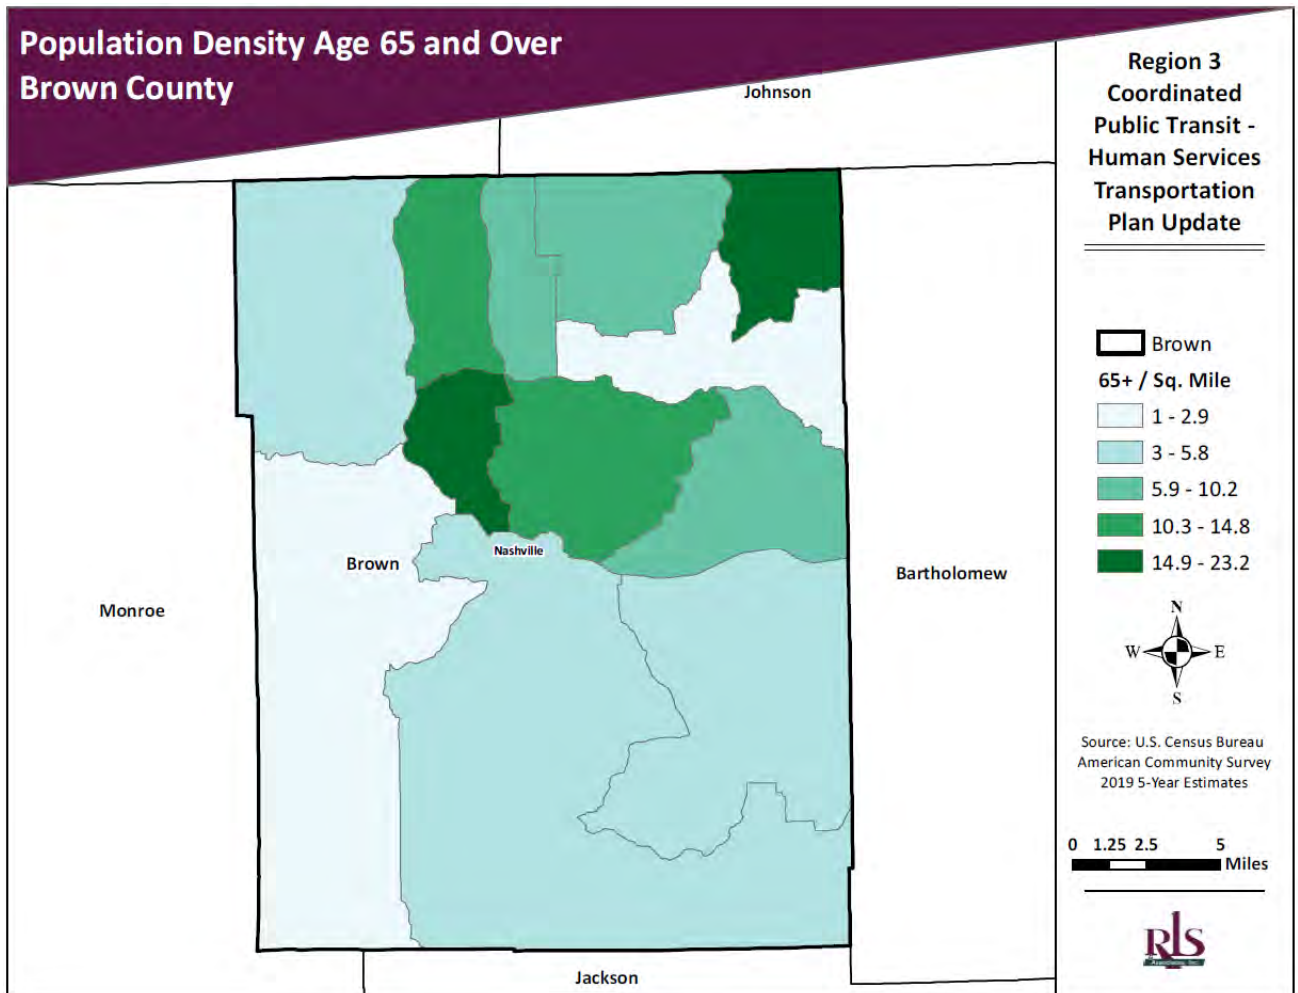 Population Density Age 65 and Over
Brown County
Johnson
Monroe
Brown
Nashville
Bartholomew
Jackson
Region 3
Coordinated
Public Transit -
Human Services
Transportation
Plan Update
Brown
65+ / Sq. Mile
1 - 2.9
3 - 5.8
5.9 - 10.2
10.3 - 14.8
14.9 - 23.2
N
W E
S
Source: U.S. Census Bureau
American Community Survey
2019 5-Year Estimates
0 1.25 2.5 5
Miles
RLS